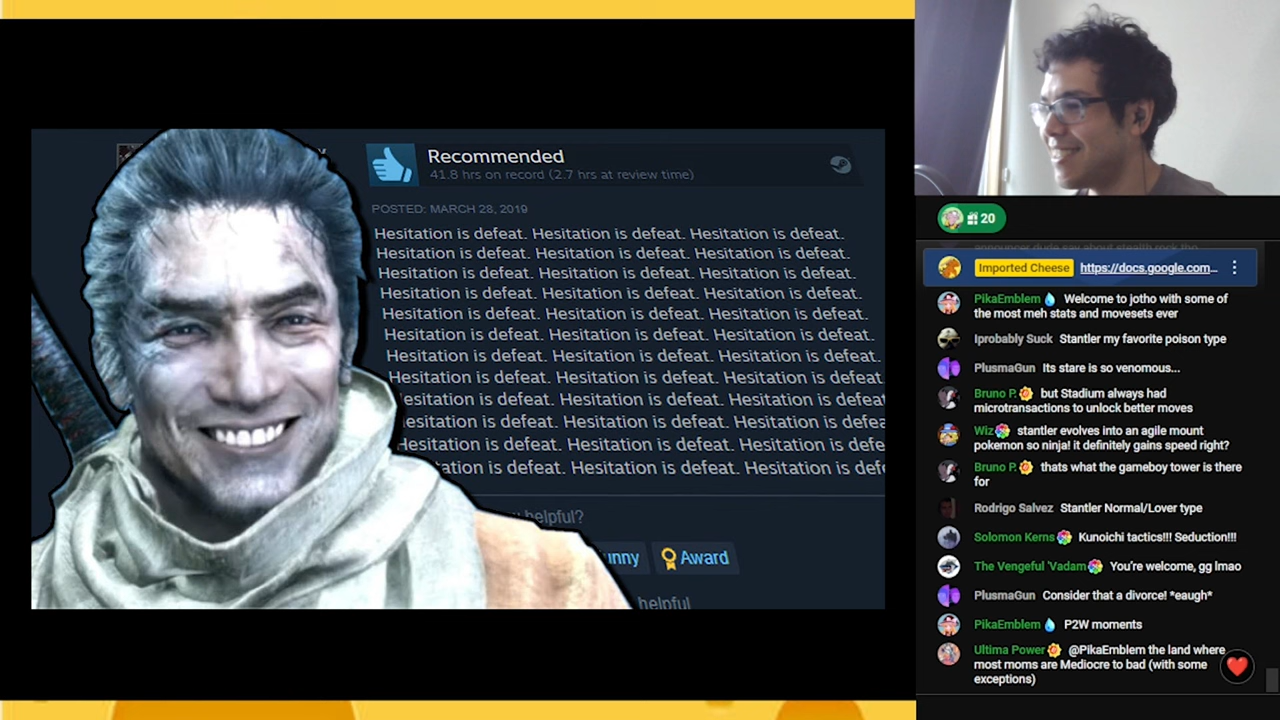 Recommended
41.8 hrs on record (2.7 hrs at review time)
POSTED: MARCH 28, 2019
Hesitation is defeat. Hesitation is defeat. Hesitation is defeat.
Hesitation is defeat. Hesitation is defeat. Hesitation is defeat.
Hesitation is defeat. Hesitation is defeat. Hesitation is defeat.
Hesitation is defeat. Hesitation is defeat. Hesitation is defeat.
Hesitation is defeat. Hesitation is defeat. Hesitation is defeat.
Hesitation is defeat. Hesitation is defeat. Hesitation is defeat.
Hesitation is defeat. Hesitation is defeat. Hesitation is defeat.
Hesitation is defeat. Hesitation is defeat. Hesitation is defeat
esitation is defeat. Hesitation is defeat. Hesitation is defeat
esitation is defeat. Hesitation is defeat. Hesitation is defea
Hesitation is defeat. Hesitation is defeat. Hesitation is defe
tation is defeat. Hesitation is defeat. Hesitation is defe
helpful?
unny
Award
helpful
20
announcer dude say about stealth rock tho
Imported Cheese https://docs.google.com...
PikaEmblem Welcome to jotho with some of
the most meh stats and movesets ever
Iprobably Suck Stantler my favorite poison type
PlusmaGun Its stare is so venomous...
Bruno P. but Stadium always had
microtransactions to unlock better moves
Wiz stantler evolves into an agile mount
pokemon so ninja! it definitely gains speed right?
Bruno P. thats what the gameboy tower is there
for
Rodrigo Salvez Stantler Normal/Lover type
Solomon Kerns Kunoichi tactics!!! Seduction!!!
The Vengeful 'Vadam You're welcome, gg lmao
PlusmaGun Consider that a divorce! *eaugh*
PikaEmblem P2W moments
Ultima Power @PikaEmblem the land where
most moms are Mediocre to bad (with some
exceptions)